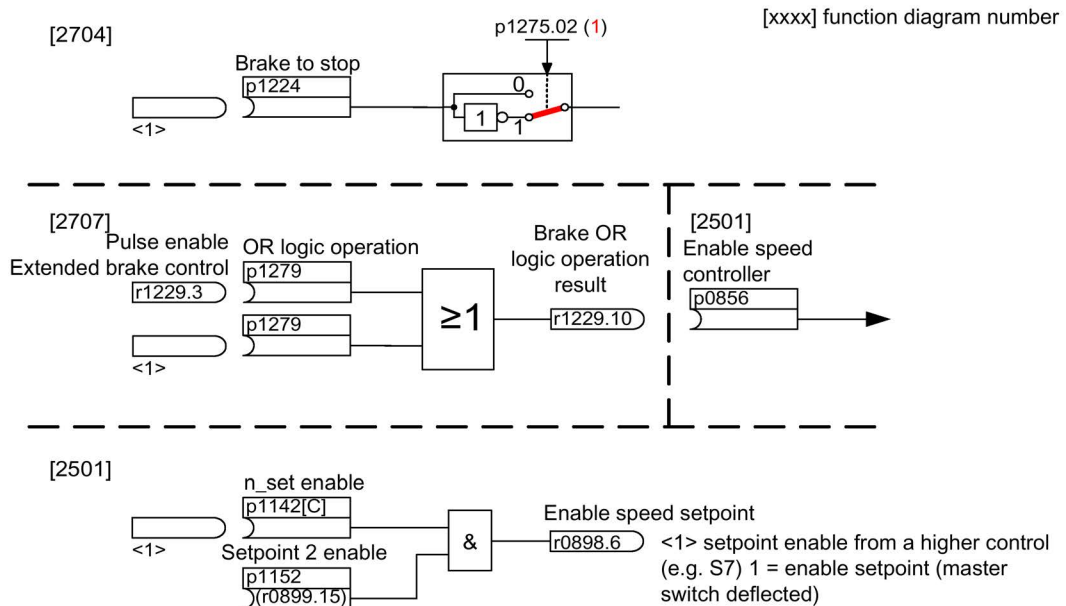 [xxxx] function diagram number
[2704]
p1275.02 (1)
Brake to stop
p1224
0
1
1
<1>
[2707]
Pulse enable
Extended brake control
OR logic operation
p1279
r1229.3
p1279
<1>
≥1
Brake OR
logic operation
result
r1229.10
[2501]
Enable speed
controller
p0856
[2501]
n_set enable
p1142[C]
<1>
Setpoint 2 enable
p1152
(r0899.15)
&
Enable speed setpoint
r0898.6
<1> setpoint enable from a higher control
(e.g. S7) 1 = enable setpoint (master
switch deflected)